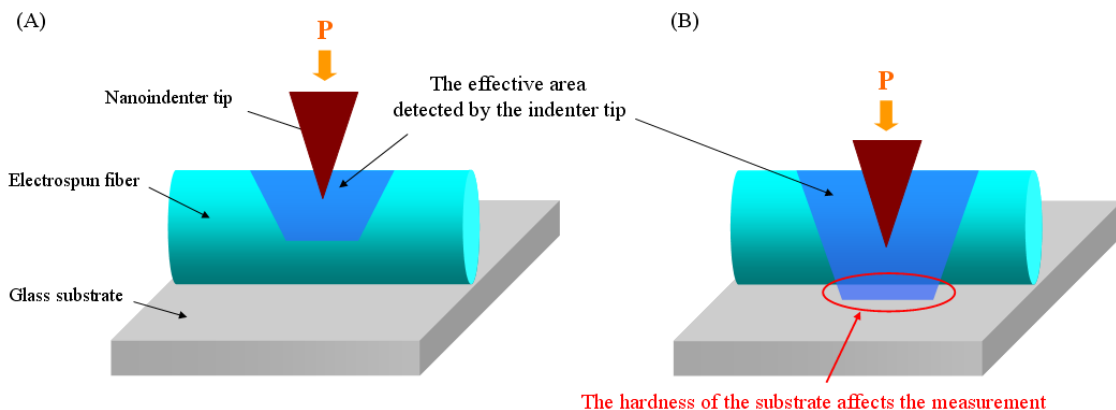 (A)
(B)
P
P
Nanoindenter tip
The effective area
detected by the indenter tip
Electrospun fiber
Glass substrate
The hardness of the substrate affects the measurement